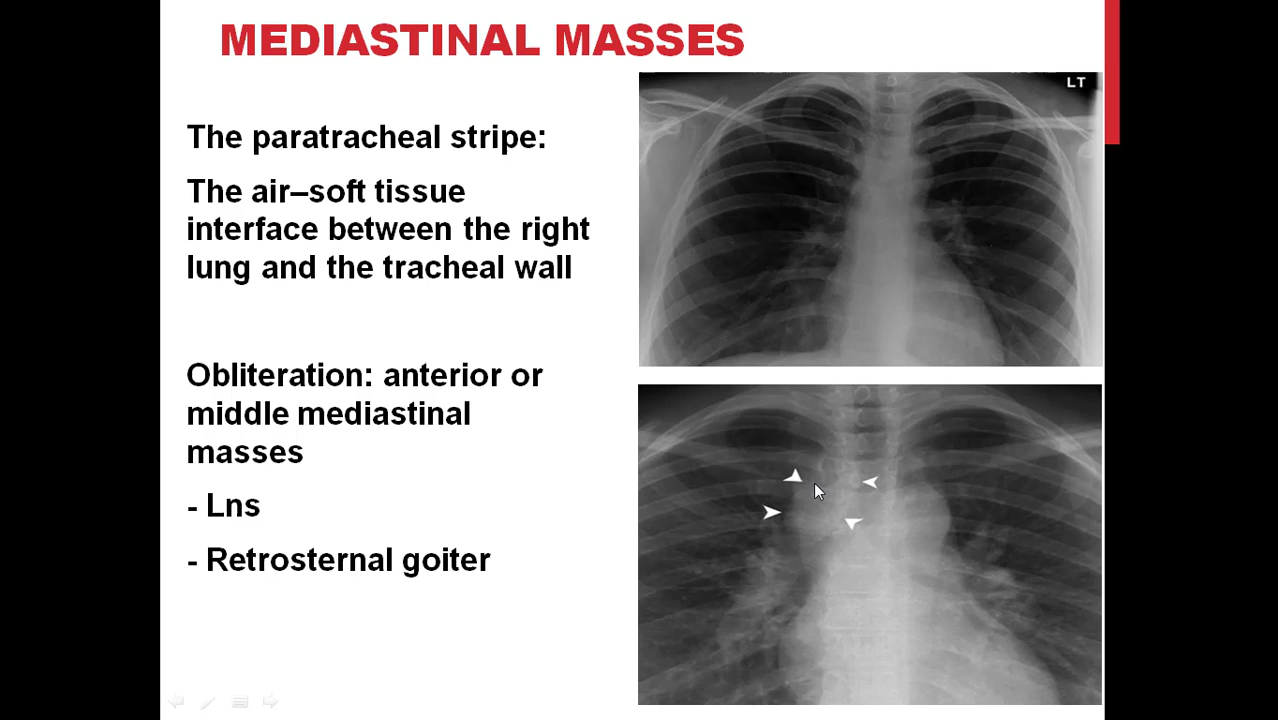 MEDIASTINAL MASSES
The paratracheal stripe:
The air–soft tissue
interface between the right
lung and the tracheal wall
Obliteration: anterior or
middle mediastinal
masses
- Lns
- Retrosternal goiter
LT